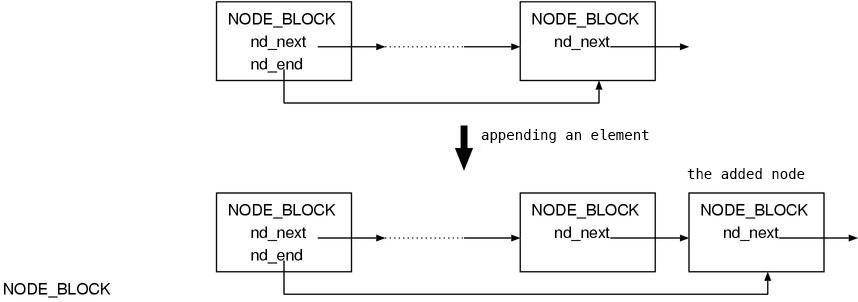 NODE_BLOCK
nd_next
nd_end
NODE_BLOCK
nd_next
appending an element
the added node
NODE_BLOCK
nd_next
nd_end
NODE_BLOCK
nd_next
NODE_BLOCK
nd_next
NODE_BLOCK